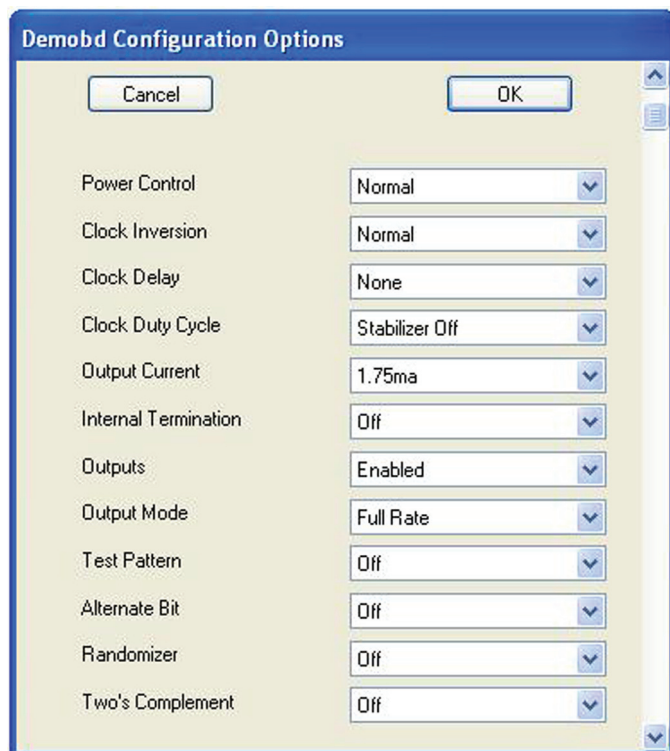 Demobd Configuration Options
Cancel OK
Power Control Normal
Clock Inversion Normal
Clock Delay None
Clock Duty Cycle Stabilizer Off
Output Current 1.75ma
Internal Termination Off
Outputs Enabled
Output Mode Full Rate
Test Pattern Off
Alternate Bit Off
Randomizer Off
Two's Complement Off